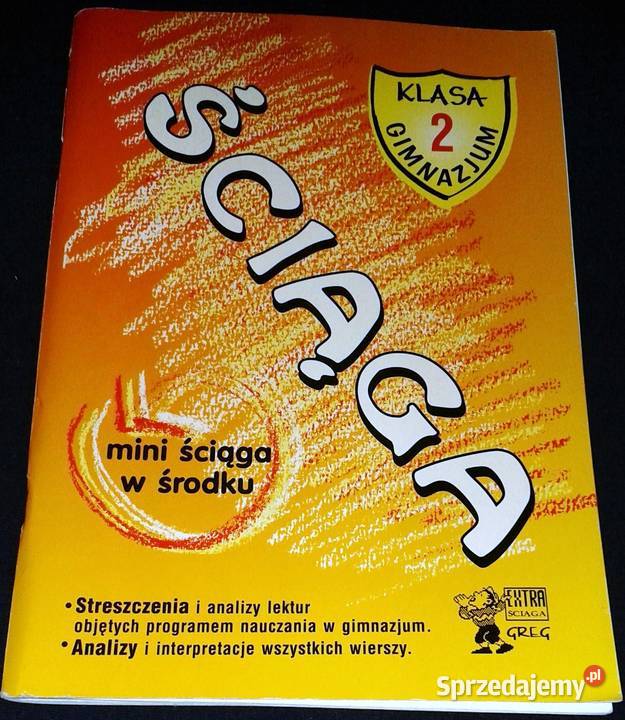 KLASA
2
GIMNAZJUM
ŚCIĄGA
mini ściąga
w środku
• Streszczenia i analizy lektur
objętych programem nauczania w gimnazjum.
• Analizy i interpretacje wszystkich wierszy.
EXTRA
ŚCIĄGA
GREG
Sprzedajemy.pl